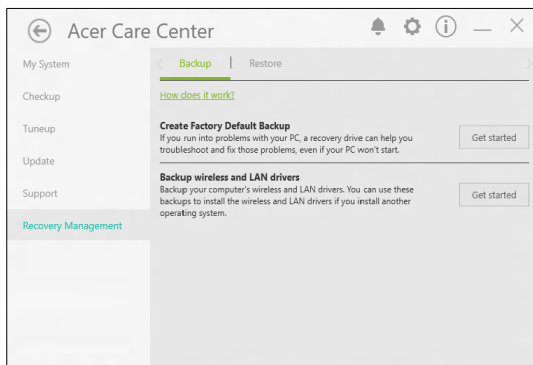 Acer Care Center
My System
Checkup
Tuneup
Update
Support
Recovery Management
Backup | Restore
How does it work?
Create Factory Default Backup
If you run into problems with your PC, a recovery drive can help you
troubleshoot and fix those problems, even if your PC won't start.
Get started
Backup wireless and LAN drivers
Backup your computer's wireless and LAN drivers. You can use these
backups to install the wireless and LAN drivers if you install another
operating system.
Get started